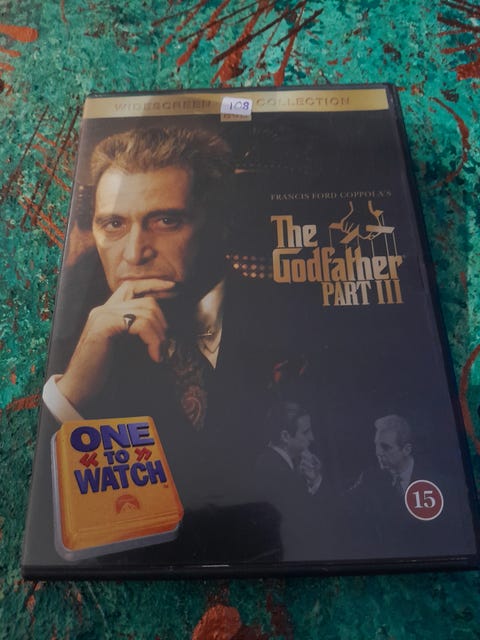 WIDESCREEN COLLECTION
108
FRANCIS FORD COPPOLA'S
The
Godfather
PART III
ONE
« TO »
WATCH
15